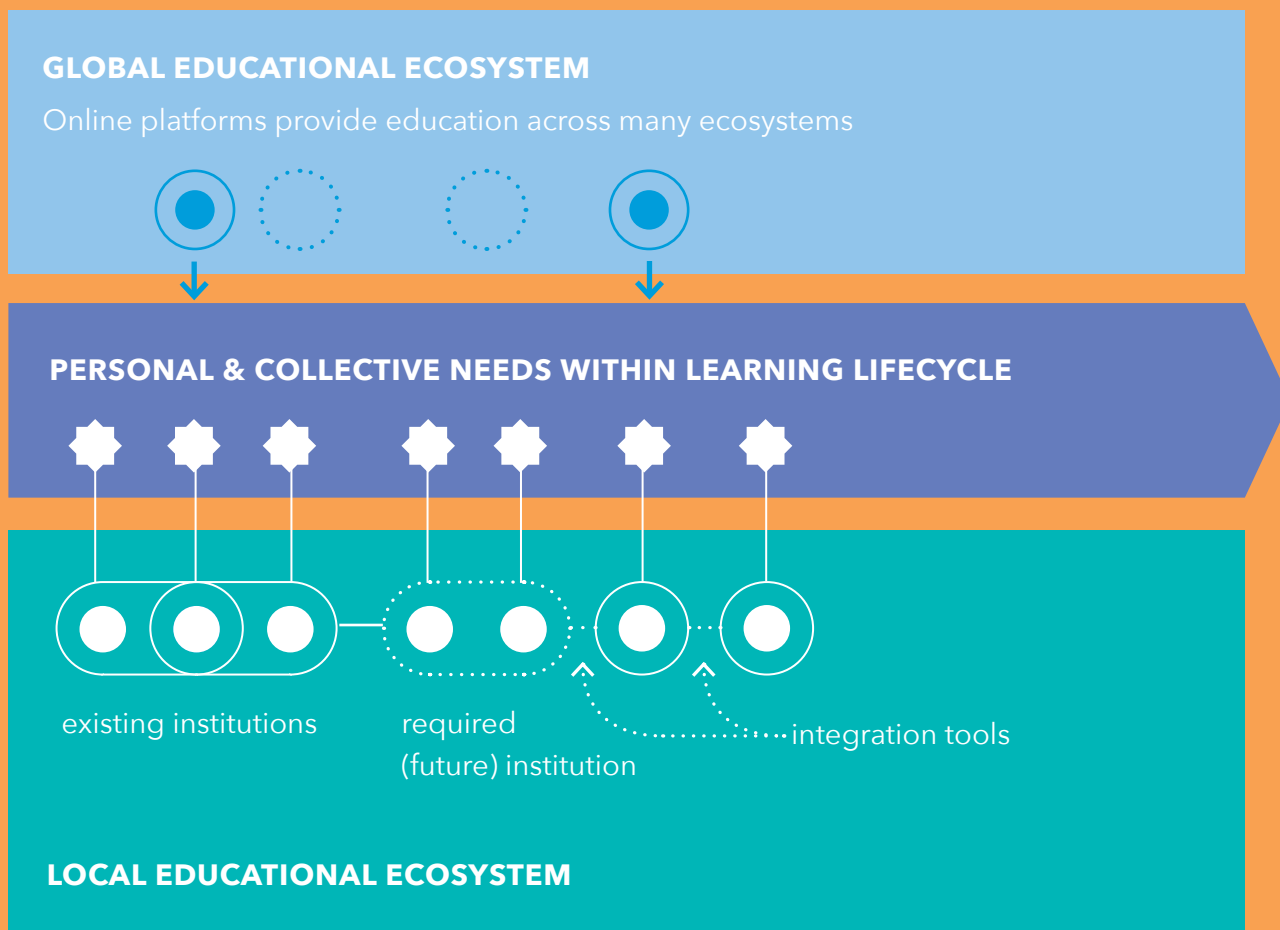 GLOBAL EDUCATIONAL ECOSYSTEM
Online platforms provide education across many ecosystems
PERSONAL & COLLECTIVE NEEDS WITHIN LEARNING LIFECYCLE
existing institutions
required
(future) institution
integration tools
LOCAL EDUCATIONAL ECOSYSTEM